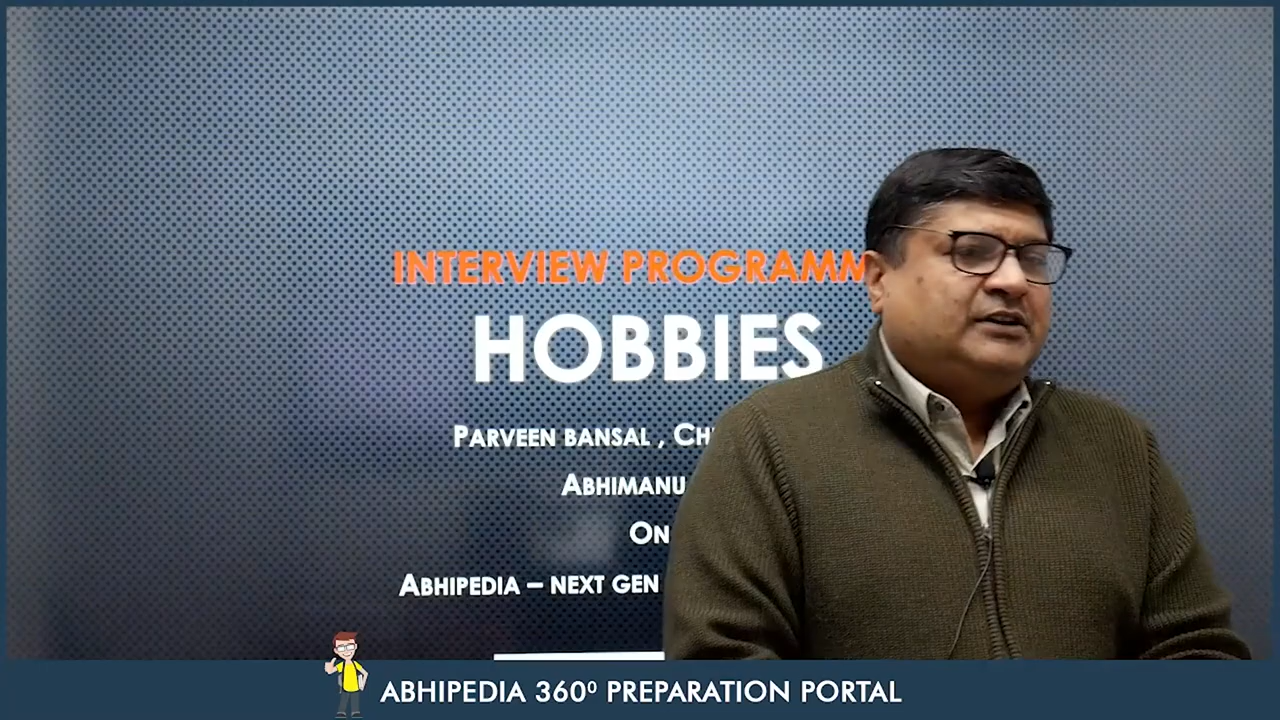 INTERVIEW PROGRAMM
HOBBIES
PARVEEN BANSAL , CH
ABHIMANU
ON
ABHIPEDIA – NEXT GEN
ABHIPEDIA 360⁰ PREPARATION PORTAL